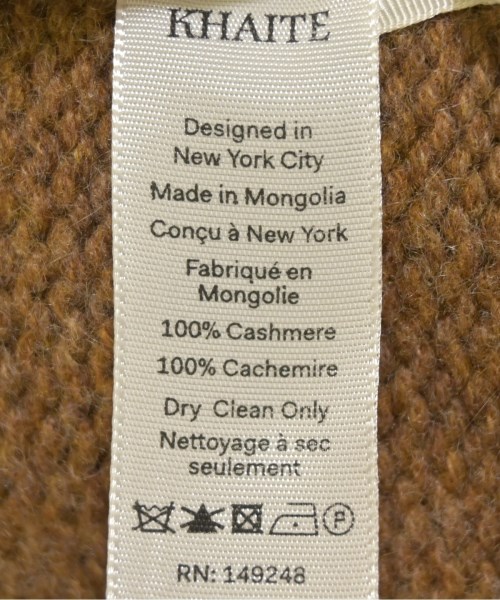 KHAITE
Designed in
New York City
Made in Mongolia
Conçu à New York
Fabriqué en
Mongolie
100% Cashmere
100% Cachemire
Dry Clean Only
Nettoyage à sec
seulement
P
RN: 149248